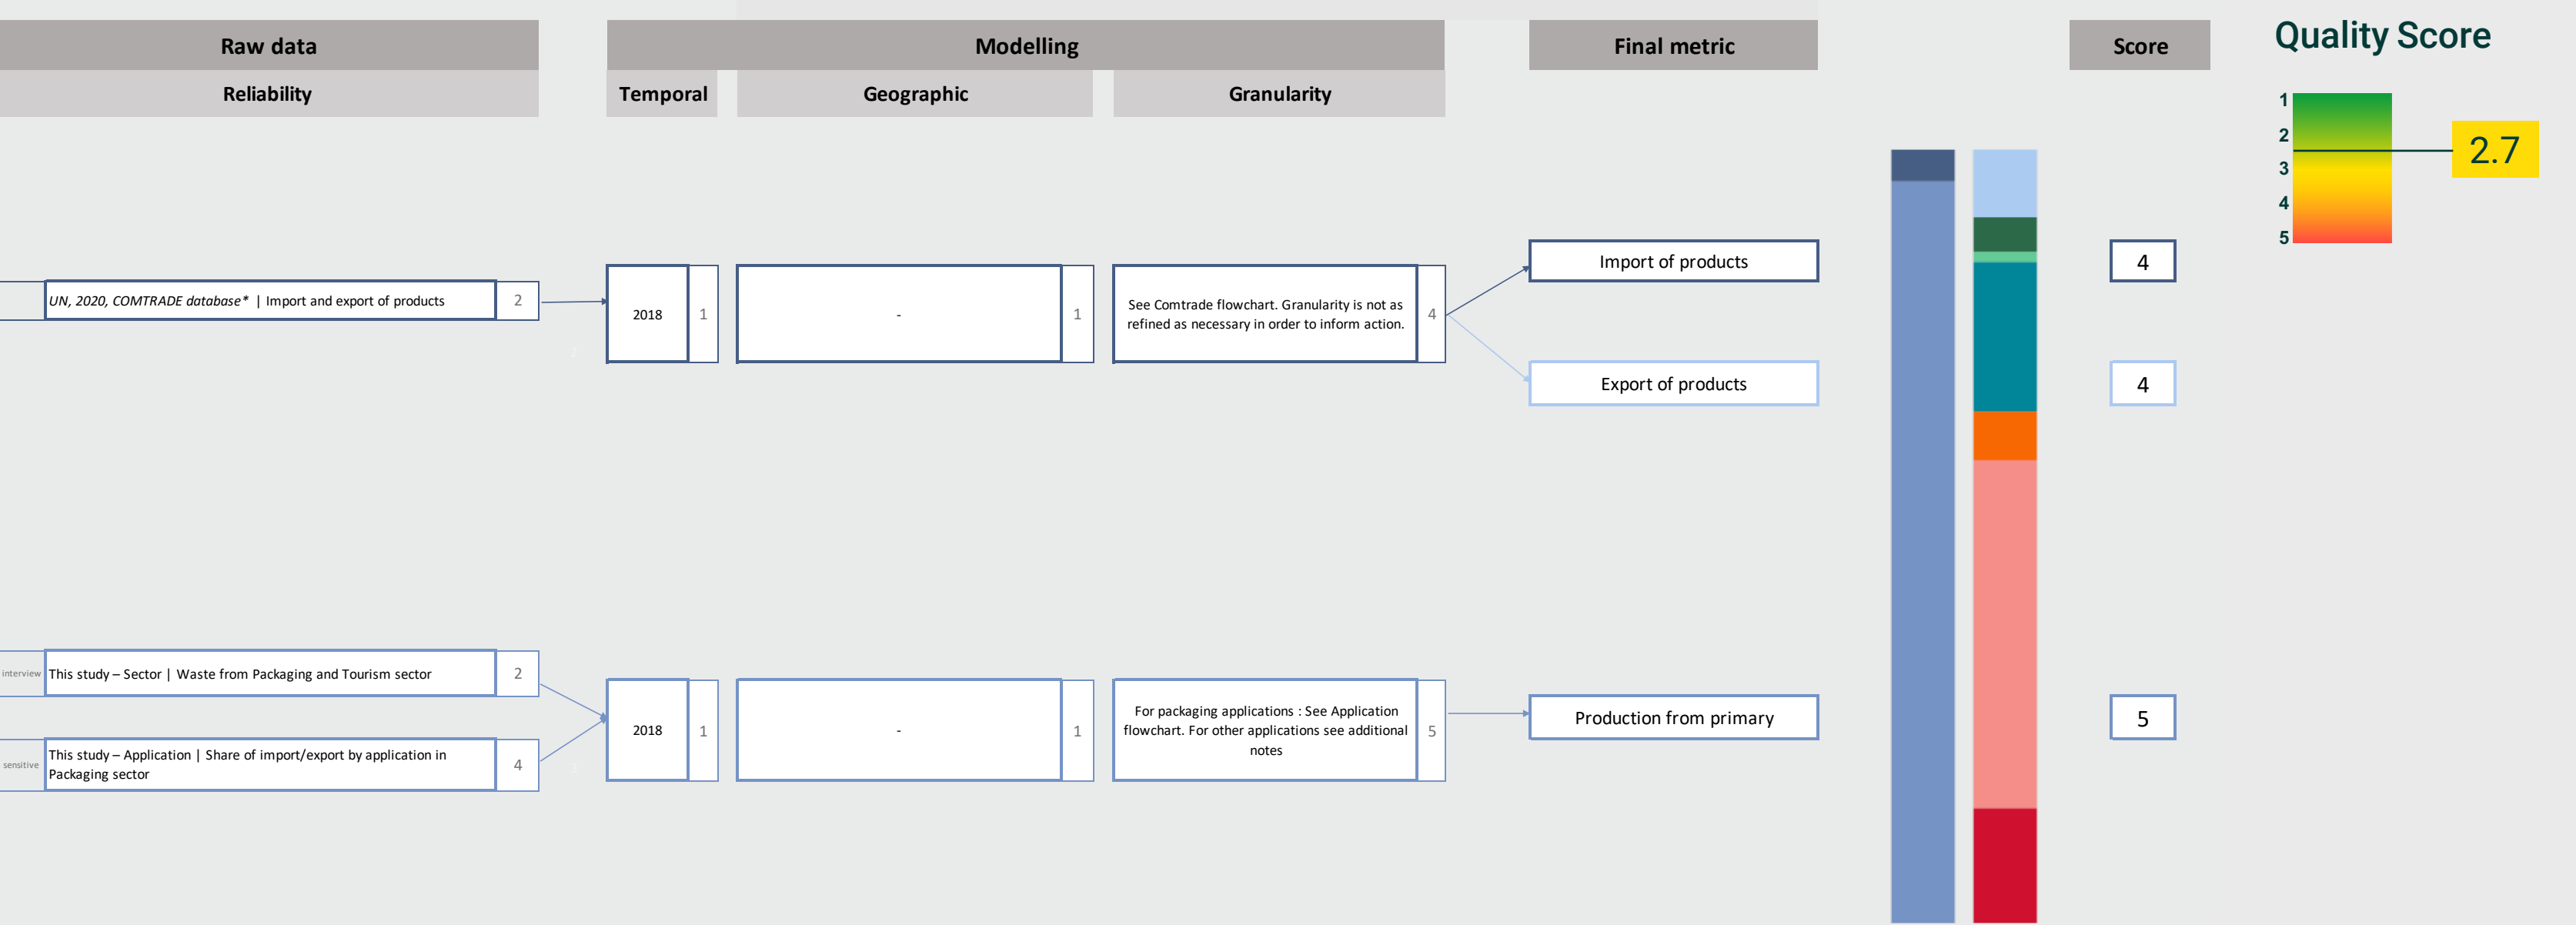 Raw data
Modelling
Final metric
Score
Quality Score
Reliability
Temporal
Geographic
Granularity
1
2
3
4
5
2.7
UN, 2020, COMTRADE database* | Import and export of products
2
2018
1
-
1
See Comtrade flowchart. Granularity is not as
refined as necessary in order to inform action.
4
Import of products
4
Export of products
4
interview
This study – Sector | Waste from Packaging and Tourism sector
2
sensitive
This study – Application | Share of import/export by application in
Packaging sector
4
2018
1
-
1
For packaging applications : See Application
flowchart. For other applications see additional
notes
5
Production from primary
5